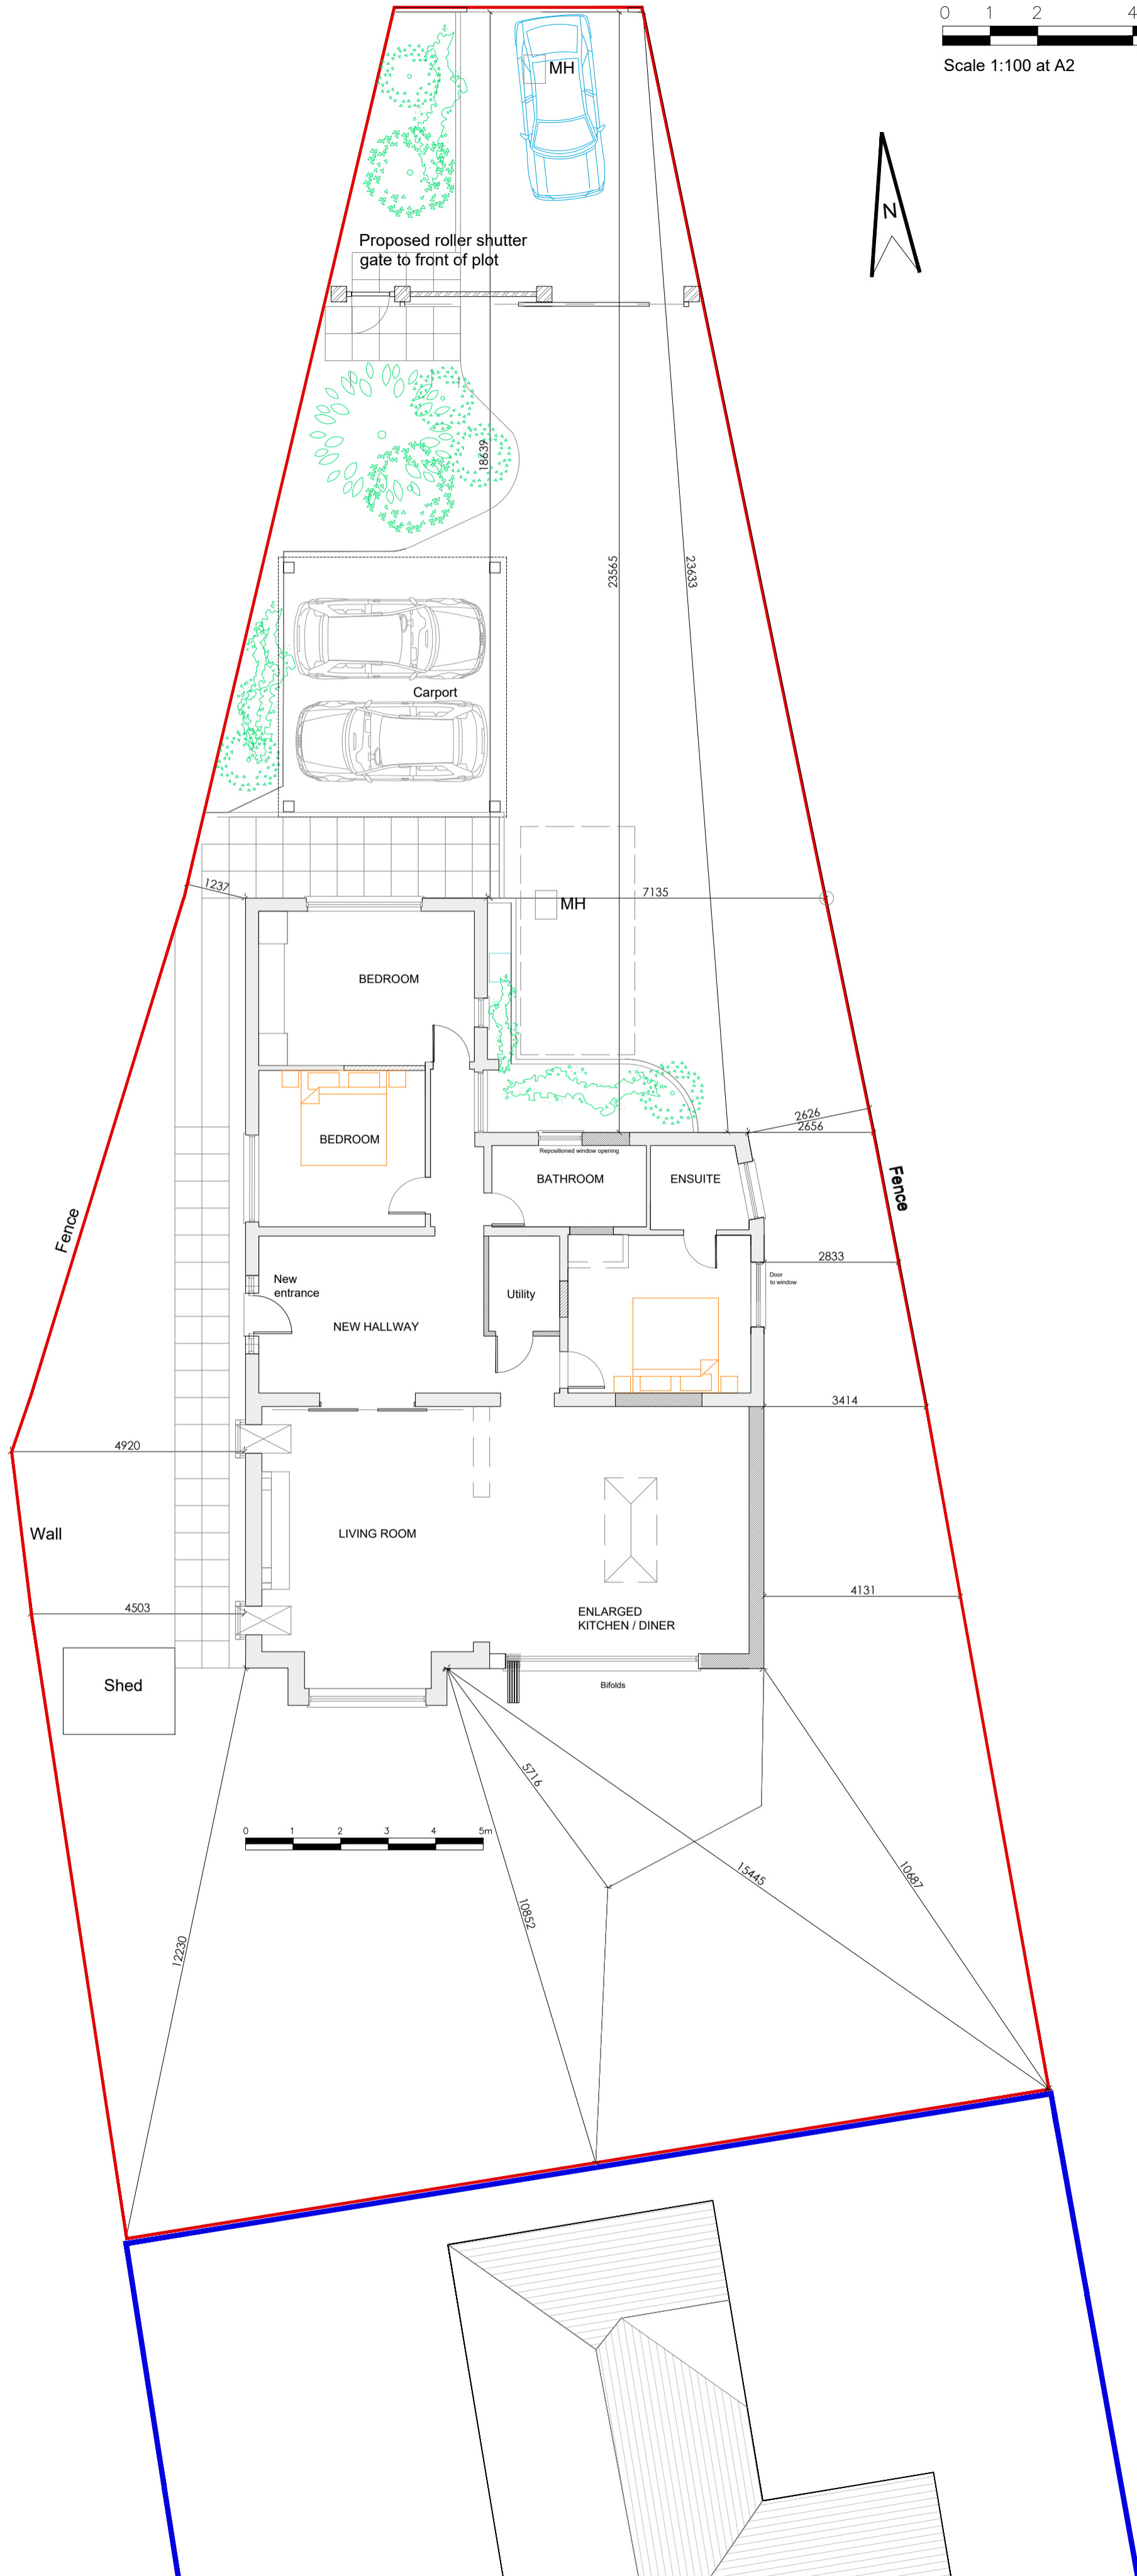 0 1 2 4
Scale 1:100 at A2
MH
N
Proposed roller shutter
gate to front of plot
18639
23565
23633
Carport
1237
7135
MH
BEDROOM
2626
2656
BEDROOM
Repositioned window opening
BATHROOM
ENSUITE
Fence
Fence
2833
Door
to window
New
entrance
Utility
NEW HALLWAY
3414
4920
Wall
LIVING ROOM
4131
4503
ENLARGED
KITCHEN / DINER
Shed
Bifolds
5716
0 1 2 3 4 5m
15445
10687
10852
12230